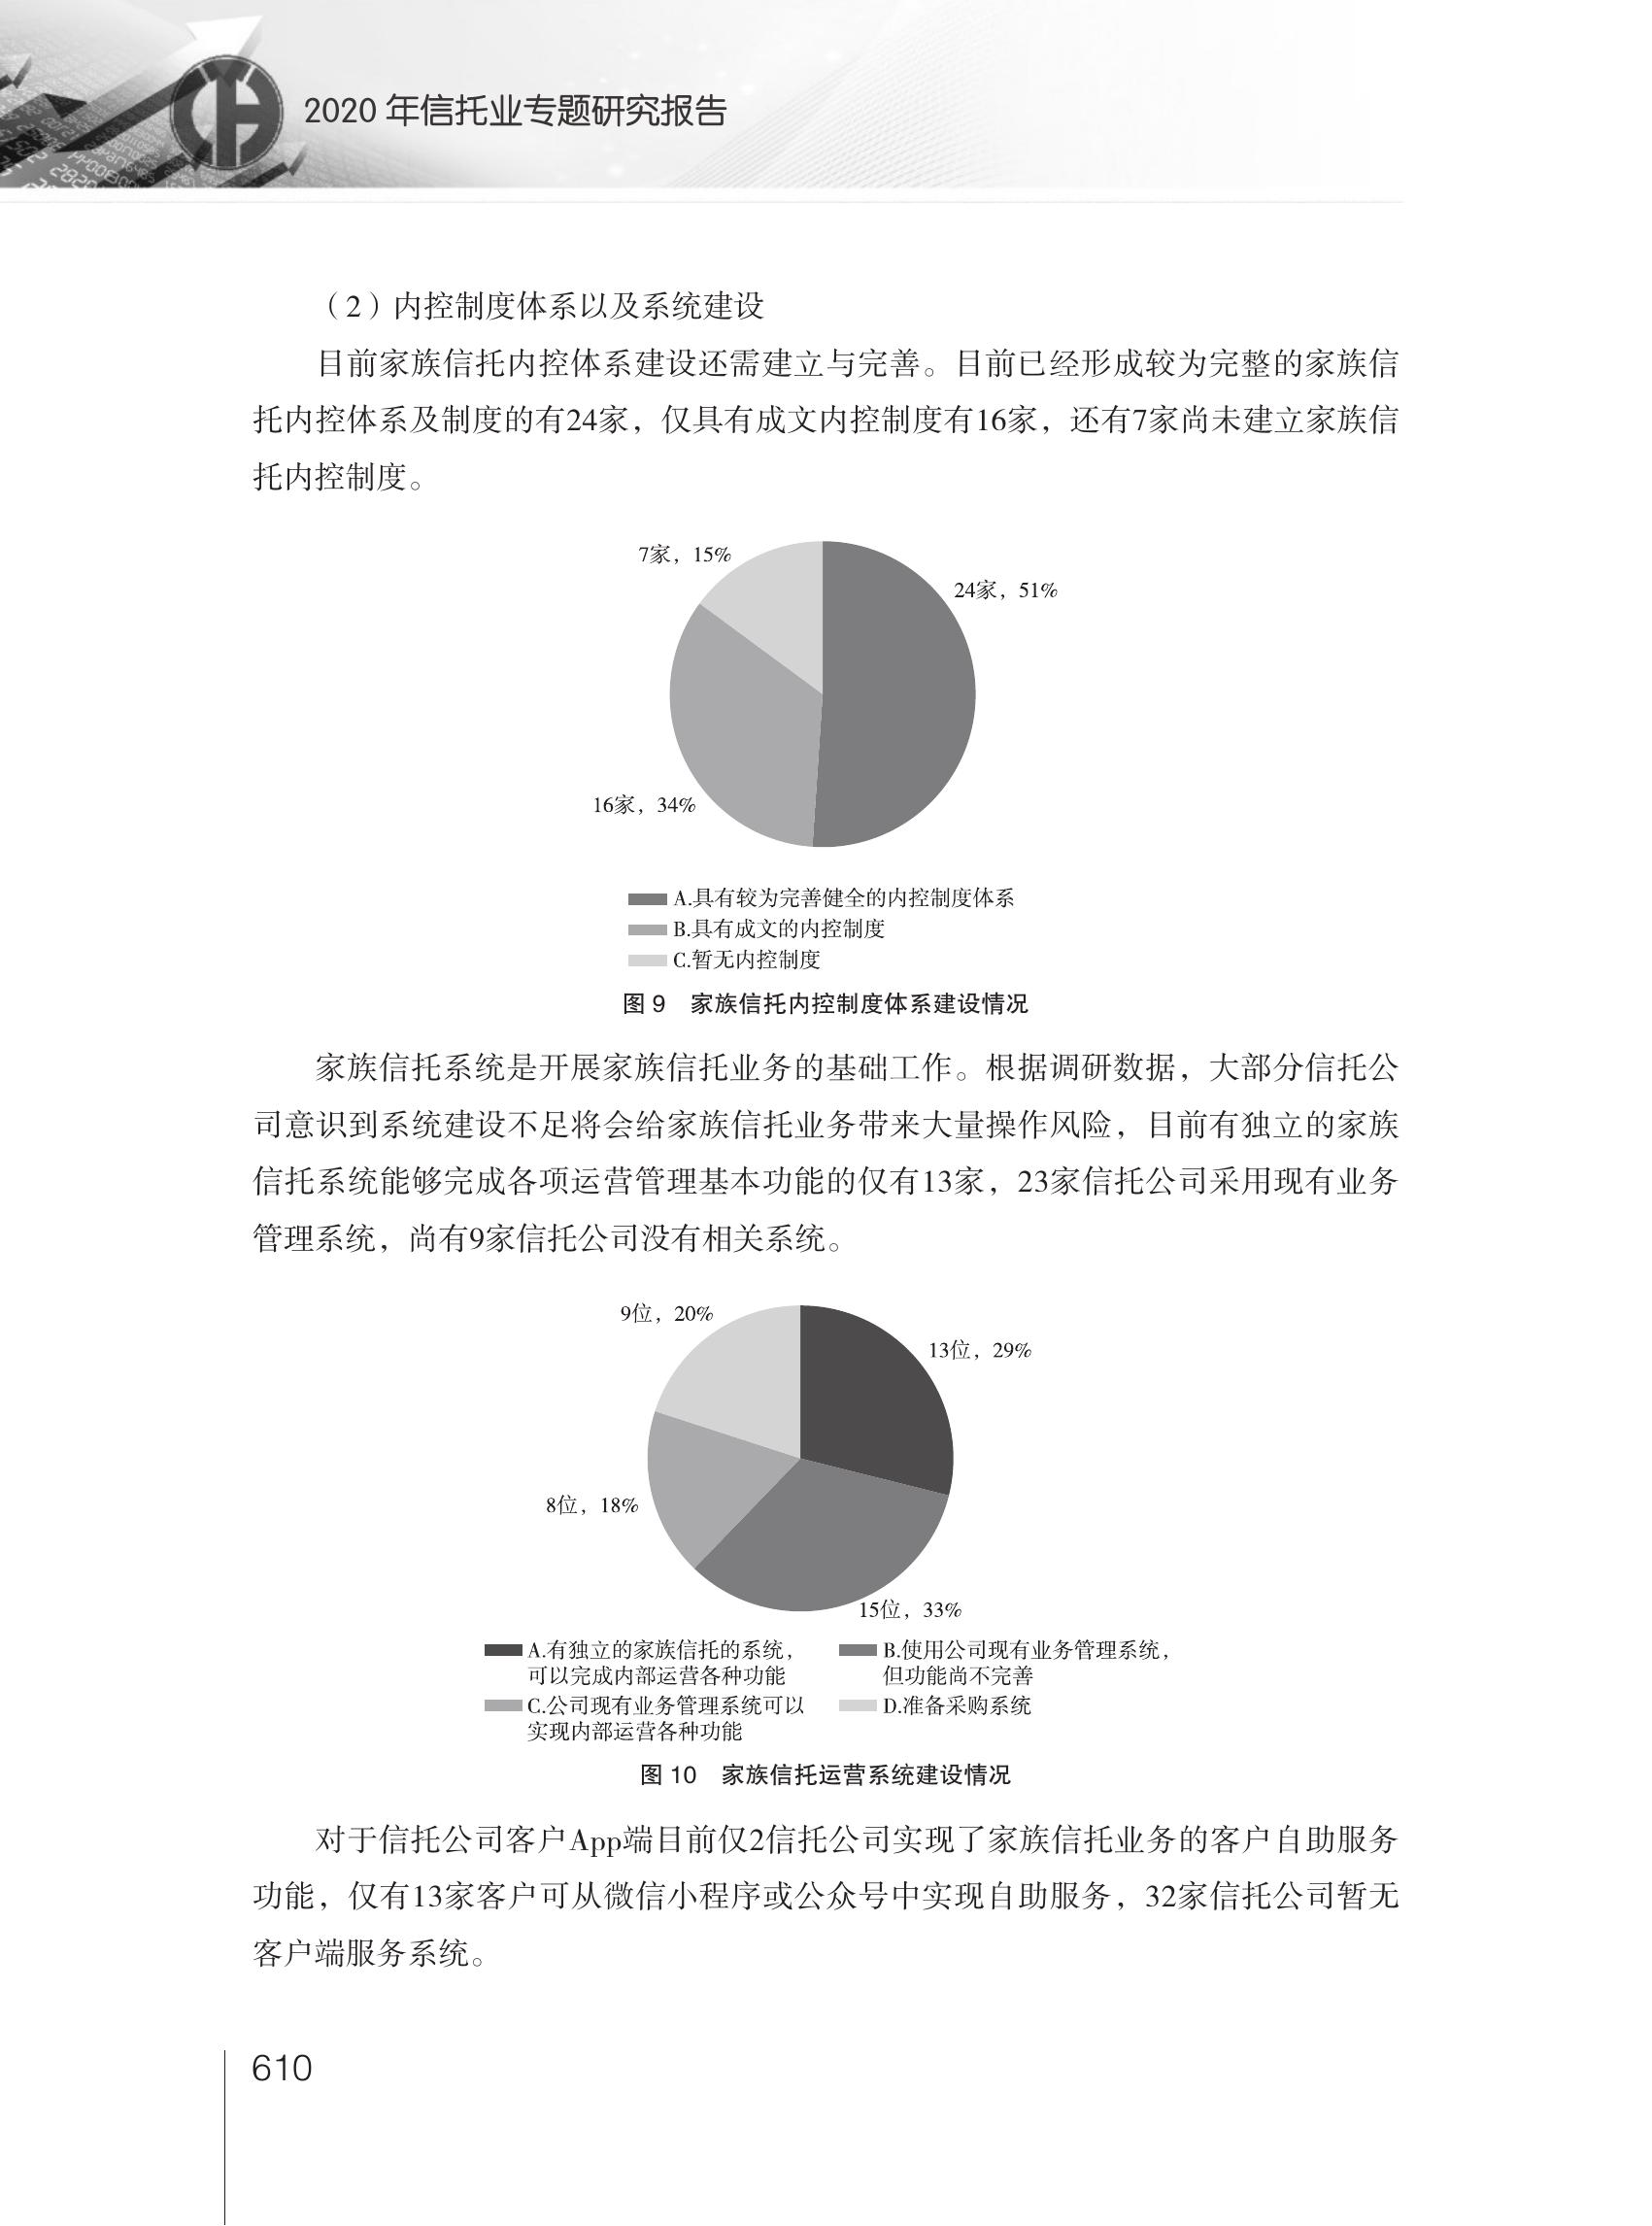 2020 年信托业专题研究报告
（2）内控制度体系以及系统建设
目前家族信托内控体系建设还需建立与完善。目前已经形成较为完整的家族信
托内控体系及制度的有24家，仅具有成文内控制度有16家，还有7家尚未建立家族信
托内控制度。
7家，15%
24家，51%
16家，34%
A.具有较为完善健全的内控制度体系
B.具有成文的内控制度
C.暂无内控制度
图 9　家族信托内控制度体系建设情况
家族信托系统是开展家族信托业务的基础工作。根据调研数据，大部分信托公
司意识到系统建设不足将会给家族信托业务带来大量操作风险，目前有独立的家族
信托系统能够完成各项运营管理基本功能的仅有13家，23家信托公司采用现有业务
管理系统，尚有9家信托公司没有相关系统。
9位，20%
13位，29%
8位，18%
15位，33%
A.有独立的家族信托的系统，
可以完成内部运营各种功能
B.使用公司现有业务管理系统，
但功能尚不完善
C.公司现有业务管理系统可以
实现内部运营各种功能
D.准备采购系统
图 10　家族信托运营系统建设情况
对于信托公司客户App端目前仅2信托公司实现了家族信托业务的客户自助服务
功能，仅有13家客户可从微信小程序或公众号中实现自助服务，32家信托公司暂无
客户端服务系统。
610